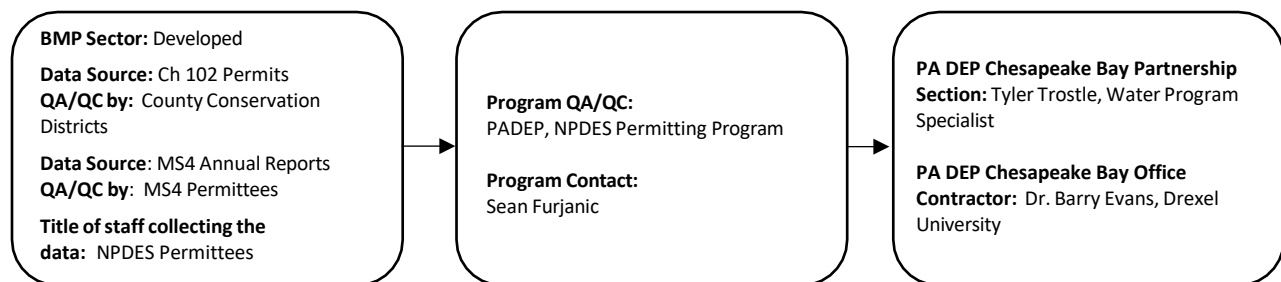 BMP Sector: Developed
Data Source: Ch 102 Permits
QA/QC by: County Conservation
Districts
Data Source: MS4 Annual Reports
QA/QC by: MS4 Permittees
Title of staff collecting the
data: NPDES Permittees
Program QA/QC:
PADEP, NPDES Permitting Program
Program Contact:
Sean Furjanic
PA DEP Chesapeake Bay Partnership
Section: Tyler Trostle, Water Program
Specialist
PA DEP Chesapeake Bay Office
Contractor: Dr. Barry Evans, Drexel
University